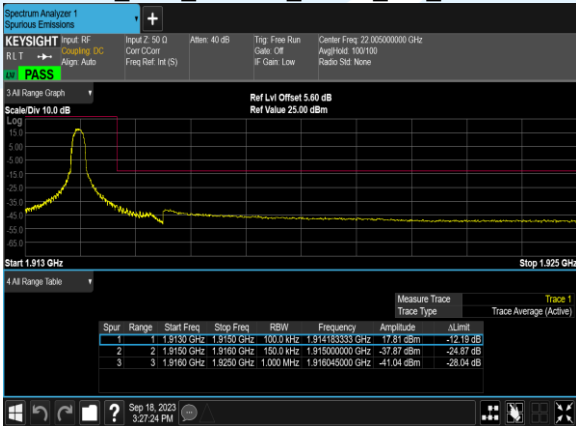 Spectrum Analyzer 1
Spurious Emissions
KEYSIGHT Input: RF Input Z: 50 Ω Atten: 40 dB Trig: Free Run Center Freq: 22.005000000 GHz
RLT Coupling: DC Corr CCorr Gate: Off Avg|Hold: 100/100
Align: Auto Freq Ref: Int (S) IF Gain: Low Radio Std: None
PASS
3 All Range Graph
Ref Lvl Offset 5.60 dB
Scale/Div 10.0 dB Ref Value 25.00 dBm
Log
15.0
5.00
-5.00
-15.0
-25.0
-35.0
-45.0
-55.0
-65.0
Start 1.913 GHz Stop 1.925 GHz
4 All Range Table
Measure Trace Trace 1
Trace Type Trace Average (Active)
Spur Range Start Freq Stop Freq RBW Frequency Amplitude ΔLimit
1 1 1.9130 GHz 1.9150 GHz 100.0 kHz 1.914183333 GHz 17.81 dBm -12.19 dB
2 2 1.9150 GHz 1.9160 GHz 150.0 kHz 1.915000000 GHz -37.87 dBm -24.87 dB
3 3 1.9160 GHz 1.9250 GHz 1.000 MHz 1.916045000 GHz -41.04 dBm -28.04 dB
Sep 18, 2023
3:27:24 PM